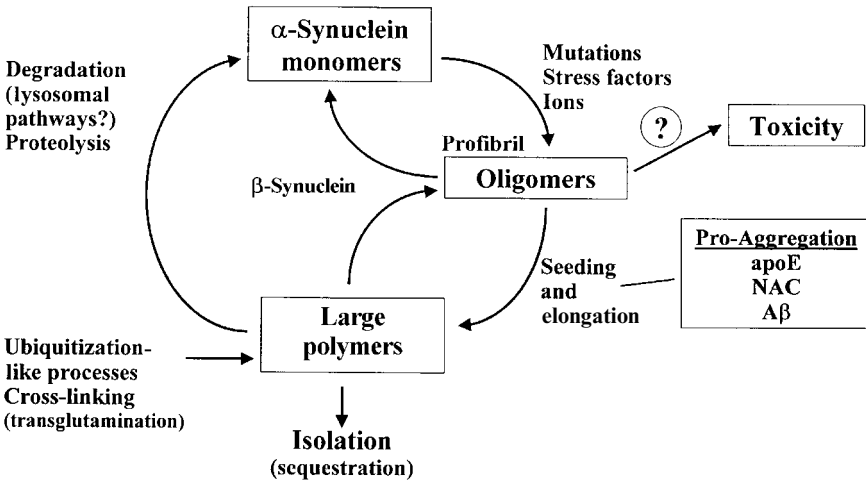 α-Synuclein
monomers
Degradation
(lysosomal
pathways?)
Proteolysis
Mutations
Stress factors
Ions
?
Toxicity
Profibril
Oligomers
β-Synuclein
Pro-Aggregation
apoE
NAC
Aβ
Seeding
and
elongation
Large
polymers
Ubiquitization-
like processes
Cross-linking
(transglutamination)
Isolation
(sequestration)